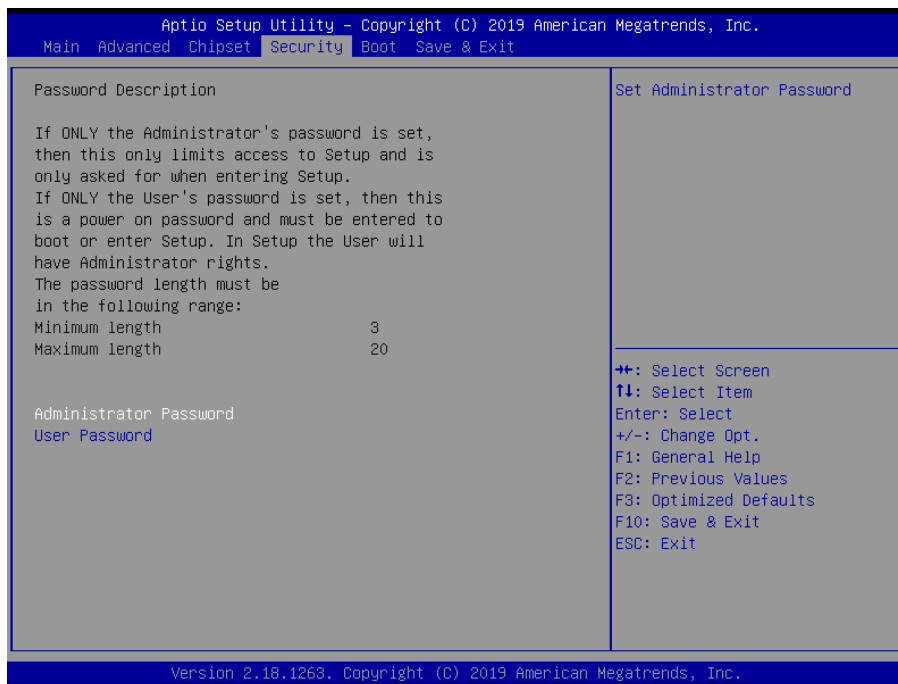 Aptio Setup Utility – Copyright (C) 2019 American Megatrends, Inc.
Main Advanced Chipset Security Boot Save & Exit
Password Description
If ONLY the Administrator's password is set,
then this only limits access to Setup and is
only asked for when entering Setup.
If ONLY the User's password is set, then this
is a power on password and must be entered to
boot or enter Setup. In Setup the User will
have Administrator rights.
The password length must be
in the following range:
Minimum length 3
Maximum length 20
Administrator Password
User Password
Set Administrator Password
→←: Select Screen
↑↓: Select Item
Enter: Select
+/-: Change Opt.
F1: General Help
F2: Previous Values
F3: Optimized Defaults
F10: Save & Exit
ESC: Exit
Version 2.18.1263. Copyright (C) 2019 American Megatrends, Inc.